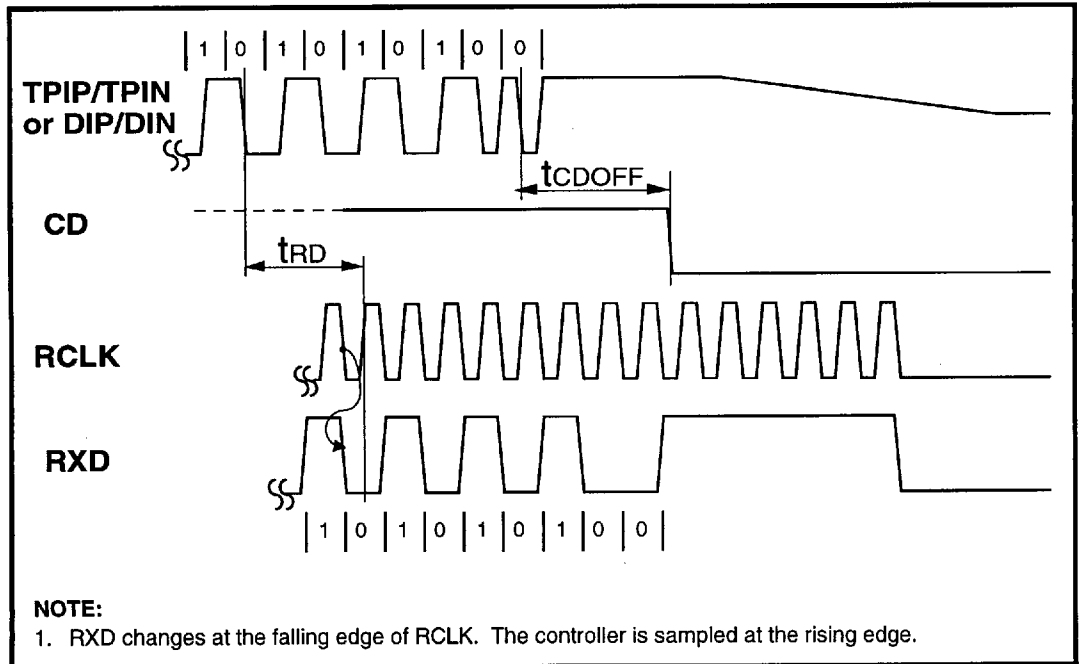 1 0 1 0 1 0 1 0 0
TPIP/TPIN
or DIP/DIN
tCDOFF
CD
tRD
RCLK
RXD
1 0 1 0 1 0 1 0 0
NOTE:
1. RXD changes at the falling edge of RCLK. The controller is sampled at the rising edge.